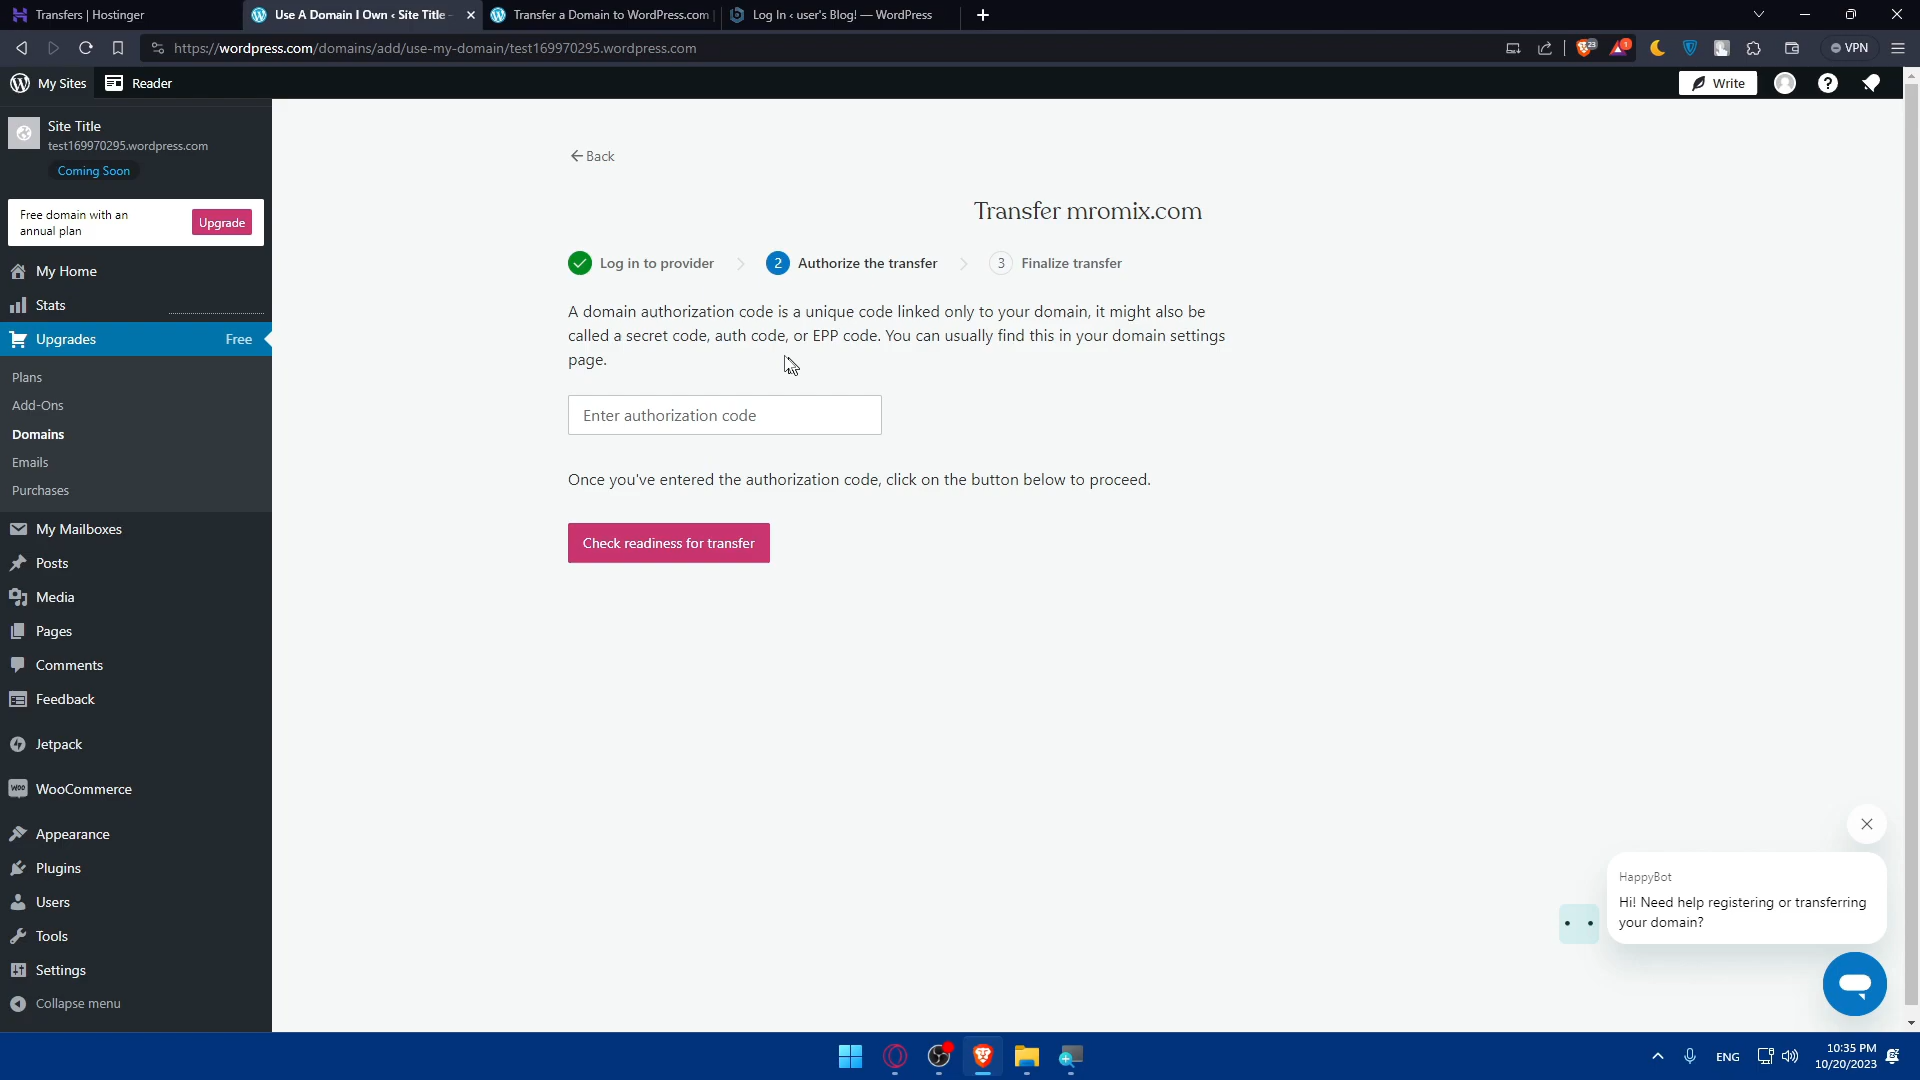 Transfers | Hostinger
Use A Domain I Own ‹ Site Title
Transfer a Domain to WordPress.com
Log In ‹ user's Blog! — WordPress
https://wordpress.com/domains/add/use-my-domain/test169970295.wordpress.com
23
1
VPN
My Sites
Reader
Write
Site Title
test169970295.wordpress.com
Coming Soon
Free domain with an
annual plan
Upgrade
My Home
Stats
Upgrades
Free
Plans
Add-Ons
Domains
Emails
Purchases
My Mailboxes
Posts
Media
Pages
Comments
Feedback
Jetpack
WooCommerce
Appearance
Plugins
Users
Tools
Settings
Collapse menu
Back
Transfer mromix.com
Log in to provider
2 Authorize the transfer
3 Finalize transfer
A domain authorization code is a unique code linked only to your domain, it might also be
called a secret code, auth code, or EPP code. You can usually find this in your domain settings
page.
Enter authorization code
Once you've entered the authorization code, click on the button below to proceed.
Check readiness for transfer
HappyBot
Hi! Need help registering or transferring
your domain?
ENG
10:35 PM
10/20/2023